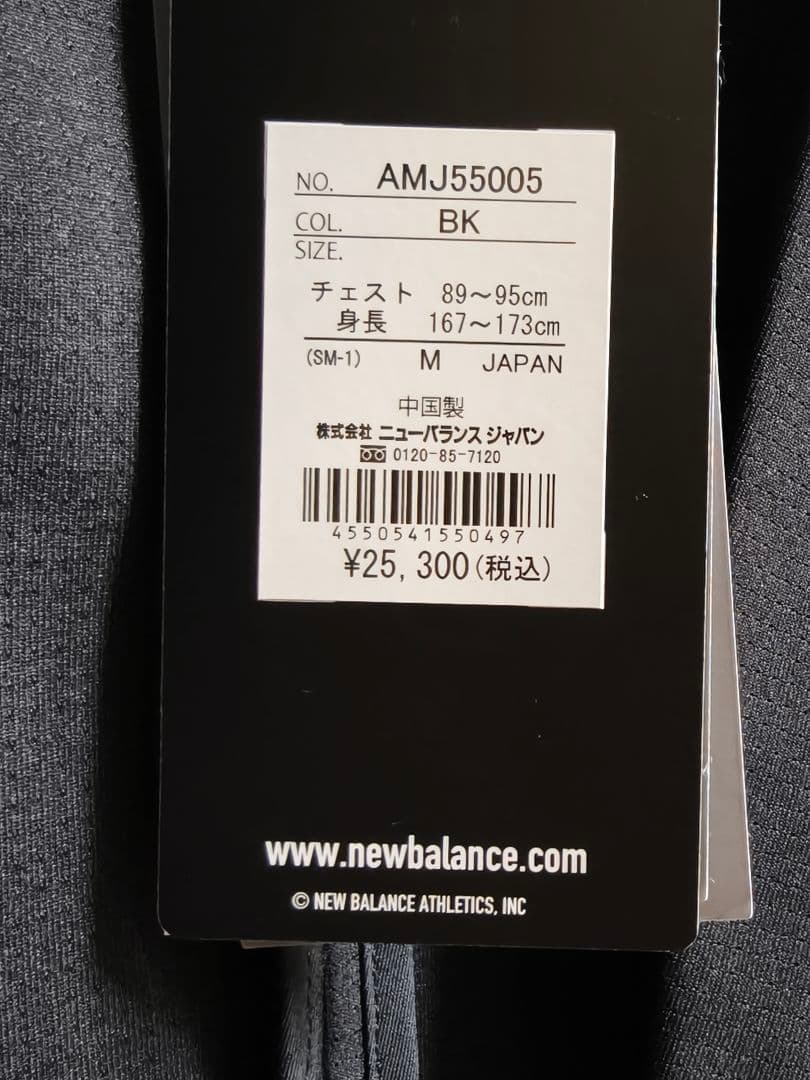 NO. AMJ55005
COL. BK
SIZE.
チェスト 89～95cm
身長 167～173cm
(SM-1) M JAPAN
中国製
株式会社 ニューバランス ジャパン
0120-85-7120
4550541550497
¥25,300(税込)
www.newbalance.com
© NEW BALANCE ATHLETICS, INC